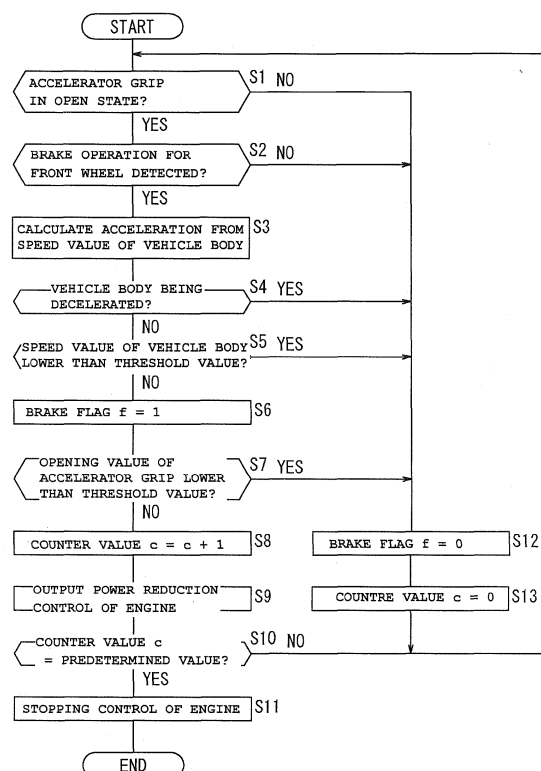 START
ACCELERATOR GRIP
IN OPEN STATE?
S1 NO
YES
BRAKE OPERATION FOR
FRONT WHEEL DETECTED?
S2 NO
YES
CALCULATE ACCELERATION FROM
SPEED VALUE OF VEHICLE BODY
S3
VEHICLE BODY BEING
DECELERATED?
S4 YES
NO
SPEED VALUE OF VEHICLE BODY
LOWER THAN THRESHOLD VALUE?
S5 YES
NO
BRAKE FLAG f = 1
S6
OPENING VALUE OF
ACCELERATOR GRIP LOWER
THAN THRESHOLD VALUE?
S7 YES
NO
COUNTER VALUE c = c + 1
S8
BRAKE FLAG f = 0
S12
OUTPUT POWER REDUCTION
CONTROL OF ENGINE
S9
COUNTRE VALUE c = 0
S13
COUNTER VALUE c
= PREDETERMINED VALUE?
S10 NO
YES
STOPPING CONTROL OF ENGINE
S11
END